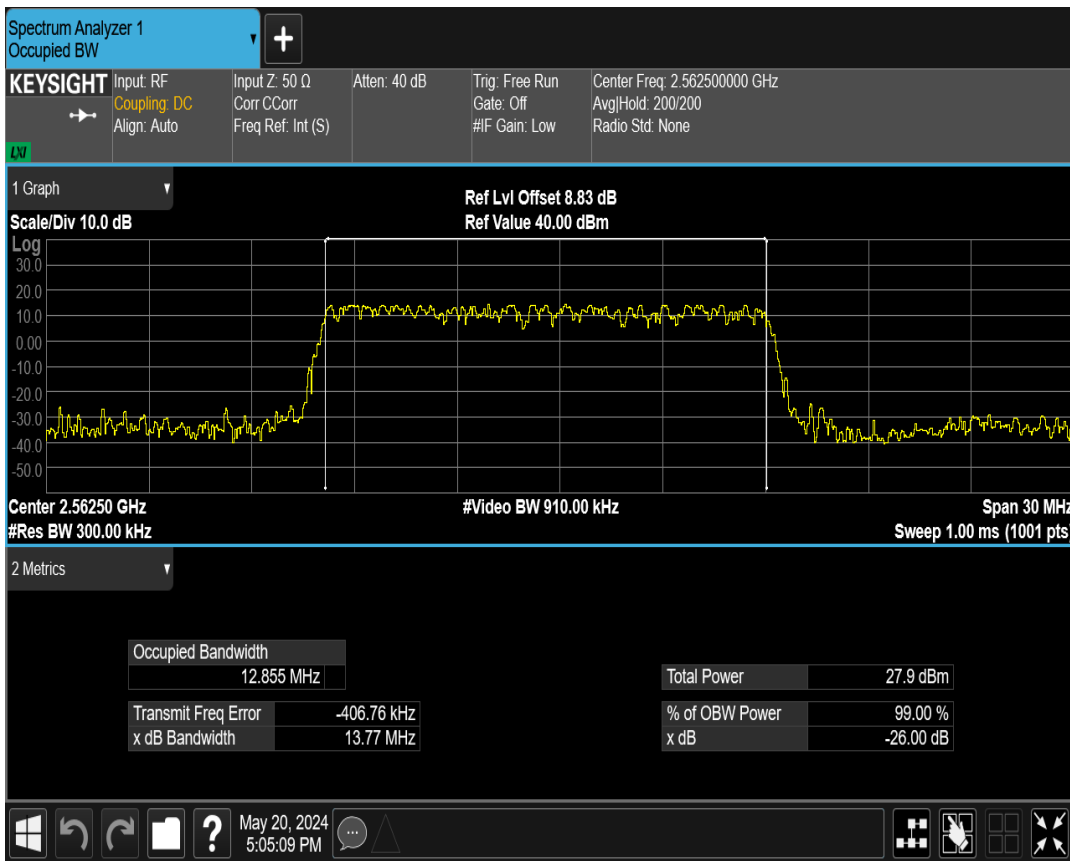 Spectrum Analyzer 1
Occupied BW
+
KEYSIGHT
LXI
Input: RF
Coupling: DC
Align: Auto
Input Z: 50 Ω
Corr CCorr
Freq Ref: Int (S)
Atten: 40 dB
Trig: Free Run
Gate: Off
#IF Gain: Low
Center Freq: 2.562500000 GHz
Avg|Hold: 200/200
Radio Std: None
1 Graph
Scale/Div 10.0 dB
Ref Lvl Offset 8.83 dB
Ref Value 40.00 dBm
Log
30.0
20.0
10.0
0.00
-10.0
-20.0
-30.0
-40.0
-50.0
Center 2.56250 GHz
#Video BW 910.00 kHz
Span 30 MHz
#Res BW 300.00 kHz
Sweep 1.00 ms (1001 pts)
2 Metrics
Occupied Bandwidth
12.855 MHz
Transmit Freq Error -406.76 kHz
x dB Bandwidth 13.77 MHz
Total Power 27.9 dBm
% of OBW Power 99.00 %
x dB -26.00 dB
?
May 20, 2024
5:05:09 PM